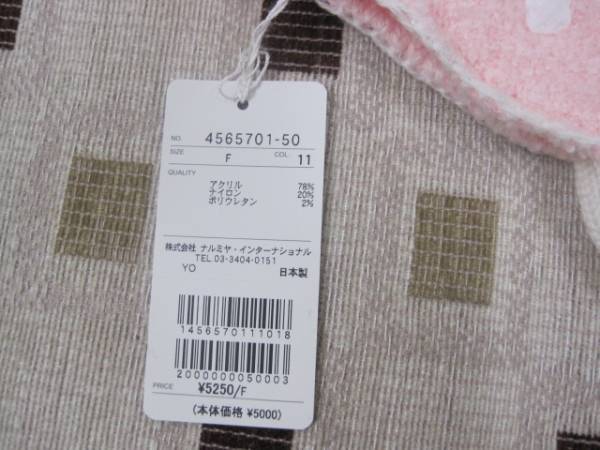 NO. 4565701-50
SIZE F COL. 11
QUALITY
アクリル 78%
ナイロン 20%
ポリウレタン 2%
株式会社 ナルミヤ・インターナショナル
TEL.03-3404-0151
YO 日本製
1456570111018
2000000050003
PRICE ¥5250/F
(本体価格 ¥5000)